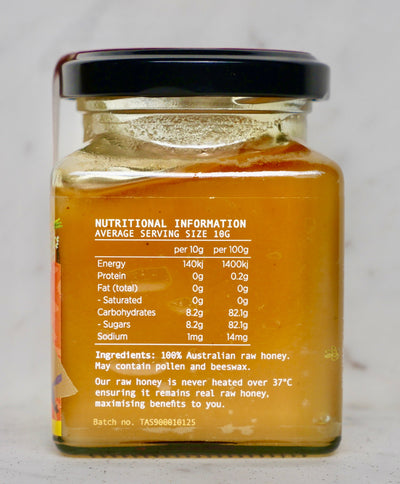 NUTRITIONAL INFORMATION
AVERAGE SERVING SIZE 10G
per 10g per 100g
Energy 140kj 1400kj
Protein 0g 0.2g
Fat (total) 0g 0g
- Saturated 0g 0g
Carbohydrates 8.2g 82.1g
- Sugars 8.2g 82.1g
Sodium 1mg 14mg
Ingredients: 100% Australian raw honey.
May contain pollen and beeswax.
Our raw honey is never heated over 37°C
ensuring it remains real raw honey,
maximising benefits to you.
Batch no. TAS900010125